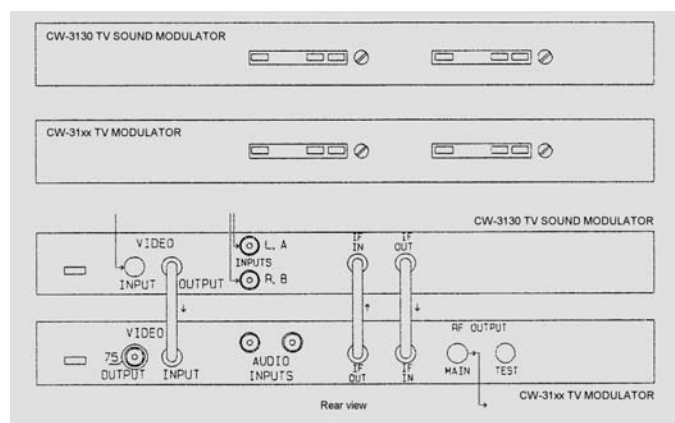 CW-3130 TV SOUND MODULATOR
CW-31xx TV MODULATOR
CW-3130 TV SOUND MODULATOR
VIDEO
INPUT
OUTPUT
L, A
INPUTS
R, B
IF
IN
IF
OUT
VIDEO
75
OUTPUT
INPUT
AUDIO
INPUTS
IF
OUT
IF
IN
RF OUTPUT
MAIN
TEST
CW-31xx TV MODULATOR
Rear view